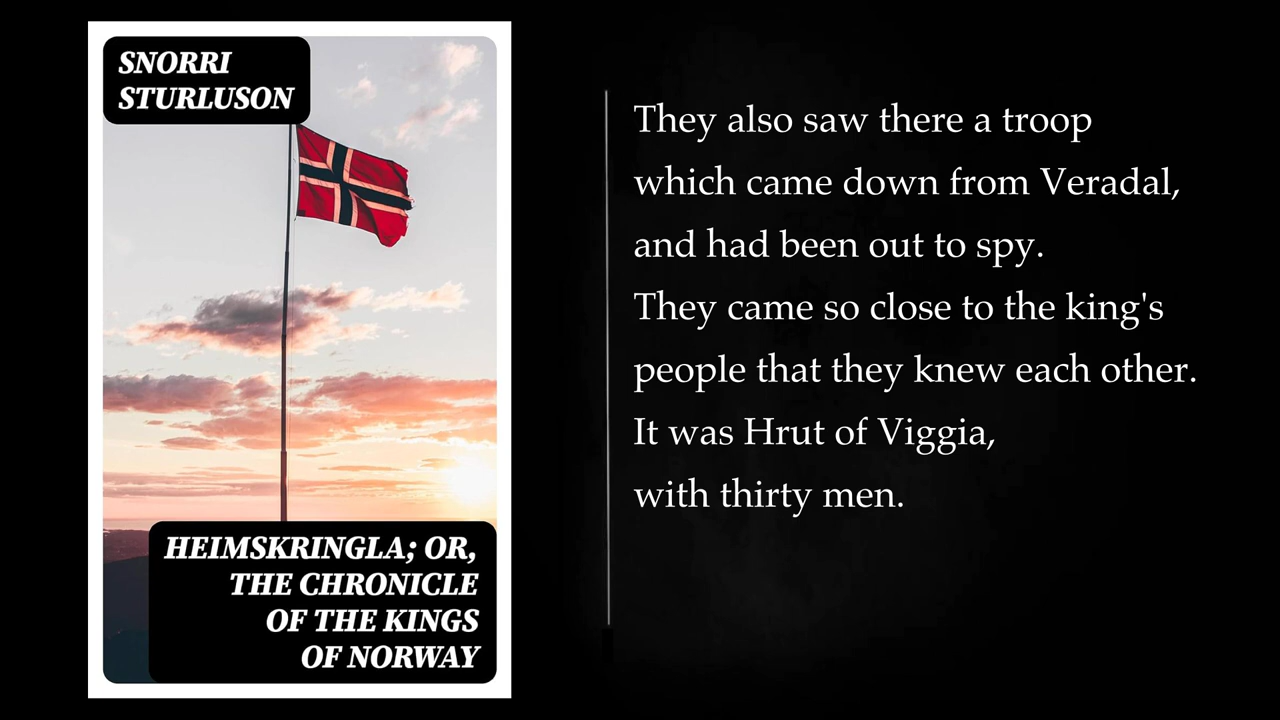 SNORRI
STURLUSON
HEIMSKRINGLA; OR,
THE CHRONICLE
OF THE KINGS
OF NORWAY
They also saw there a troop
which came down from Veradal,
and had been out to spy.
They came so close to the king's
people that they knew each other.
It was Hrut of Viggia,
with thirty men.